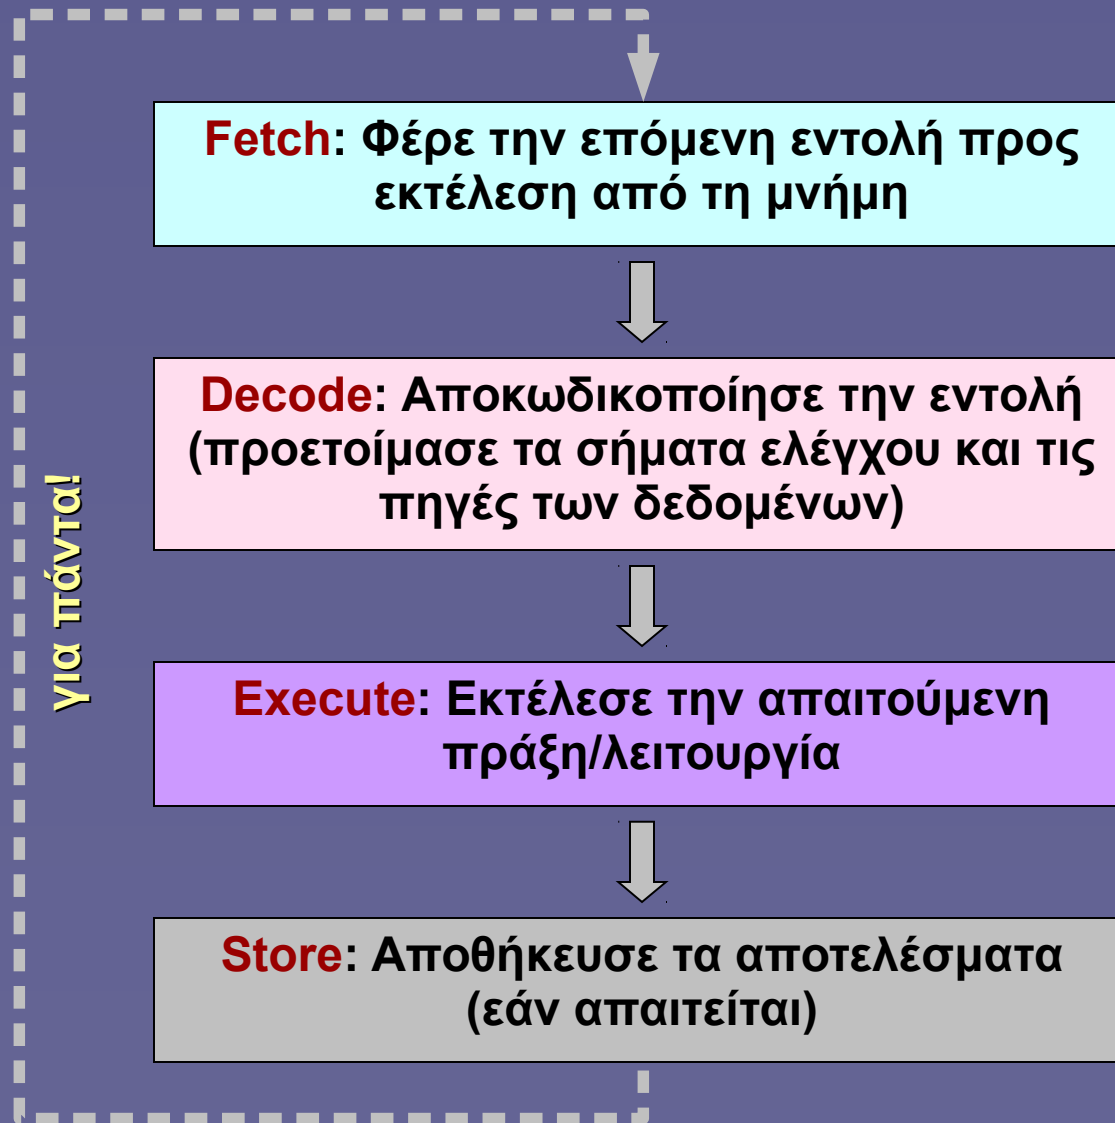 Fetch: Φέρε την επόμενη εντολή προς
εκτέλεση από τη μνήμη
Decode: Αποκωδικοποίησε την εντολή
(προετοίμασε τα σήματα ελέγχου και τις
πηγές των δεδομένων)
για πάντα!
Execute: Εκτέλεσε την απαιτούμενη
πράξη/λειτουργία
Store: Αποθήκευσε τα αποτελέσματα
(εάν απαιτείται)